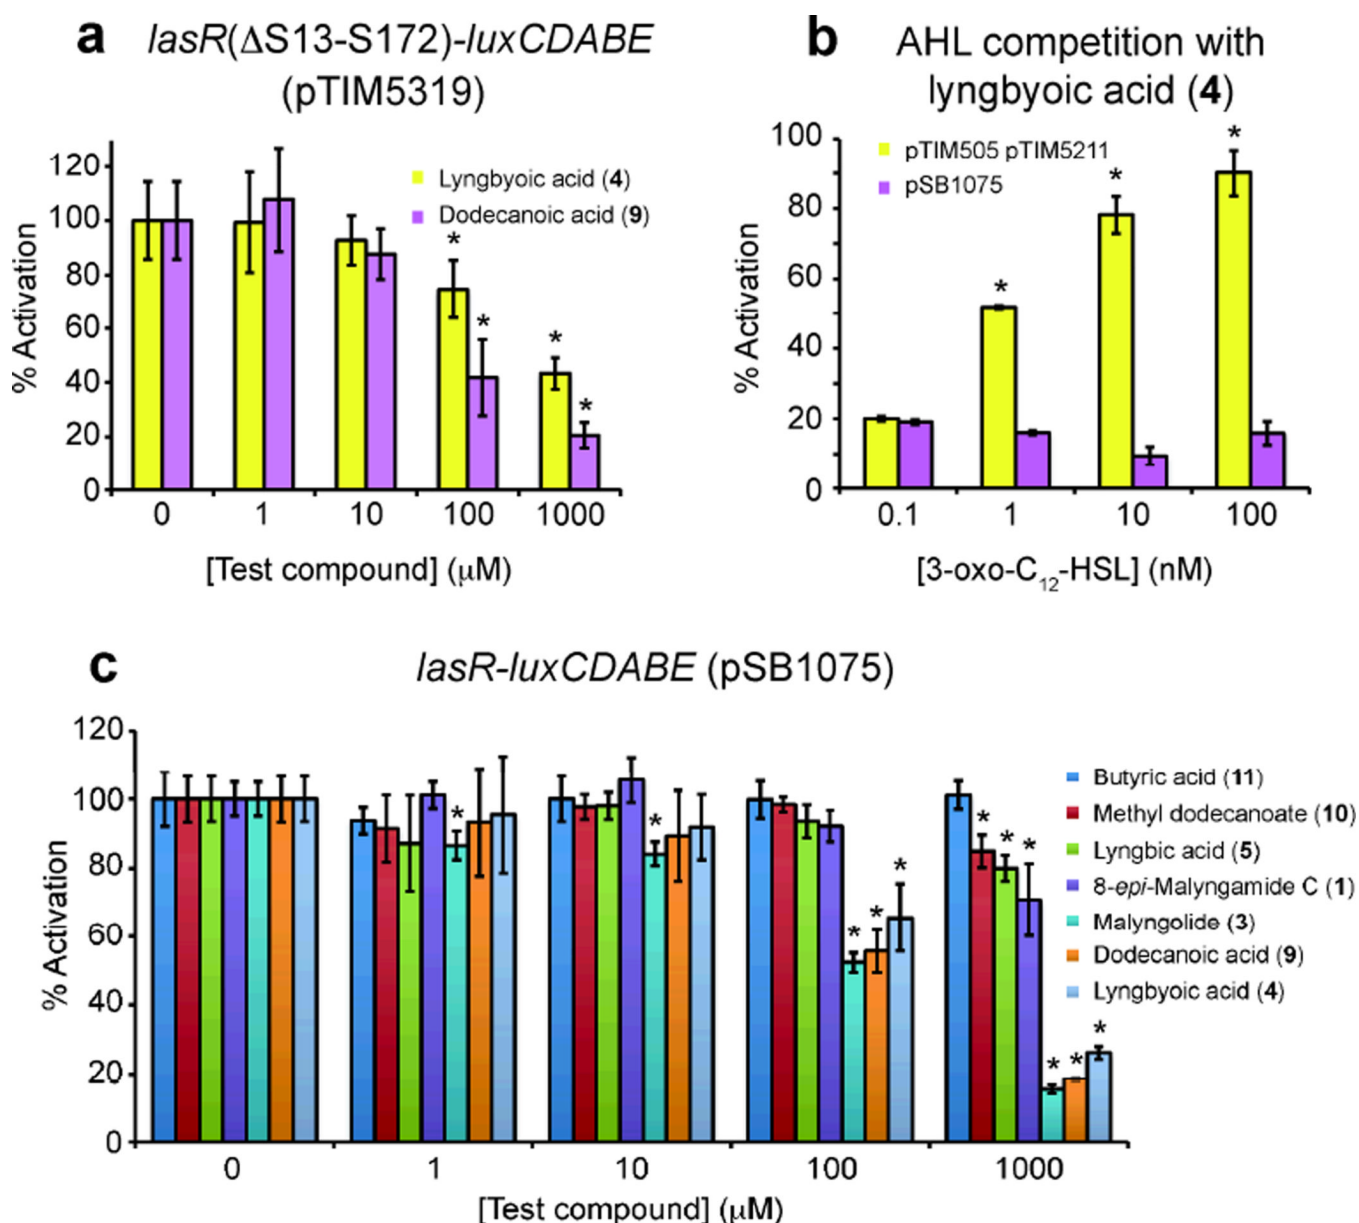 a lasR(ΔS13-S172)-luxCDABE
(pTIM5319)
% Activation
120
100
80
60
40
20
0
Lyngbyoic acid (4)
Dodecanoic acid (9)
* * * *
0 1 10 100 1000
[Test compound] (μM)
b AHL competition with
lyngbyoic acid (4)
% Activation
100
80
60
40
20
0
pTIM505 pTIM5211
pSB1075
* * *
0.1 1 10 100
[3-oxo-C12-HSL] (nM)
c lasR-luxCDABE (pSB1075)
% Activation
120
100
80
60
40
20
0
Butyric acid (11)
Methyl dodecanoate (10)
Lyngbic acid (5)
8-epi-Malyngamide C (1)
Malyngolide (3)
Dodecanoic acid (9)
Lyngbyoic acid (4)
* * * * * * * * * * *
0 1 10 100 1000
[Test compound] (μM)